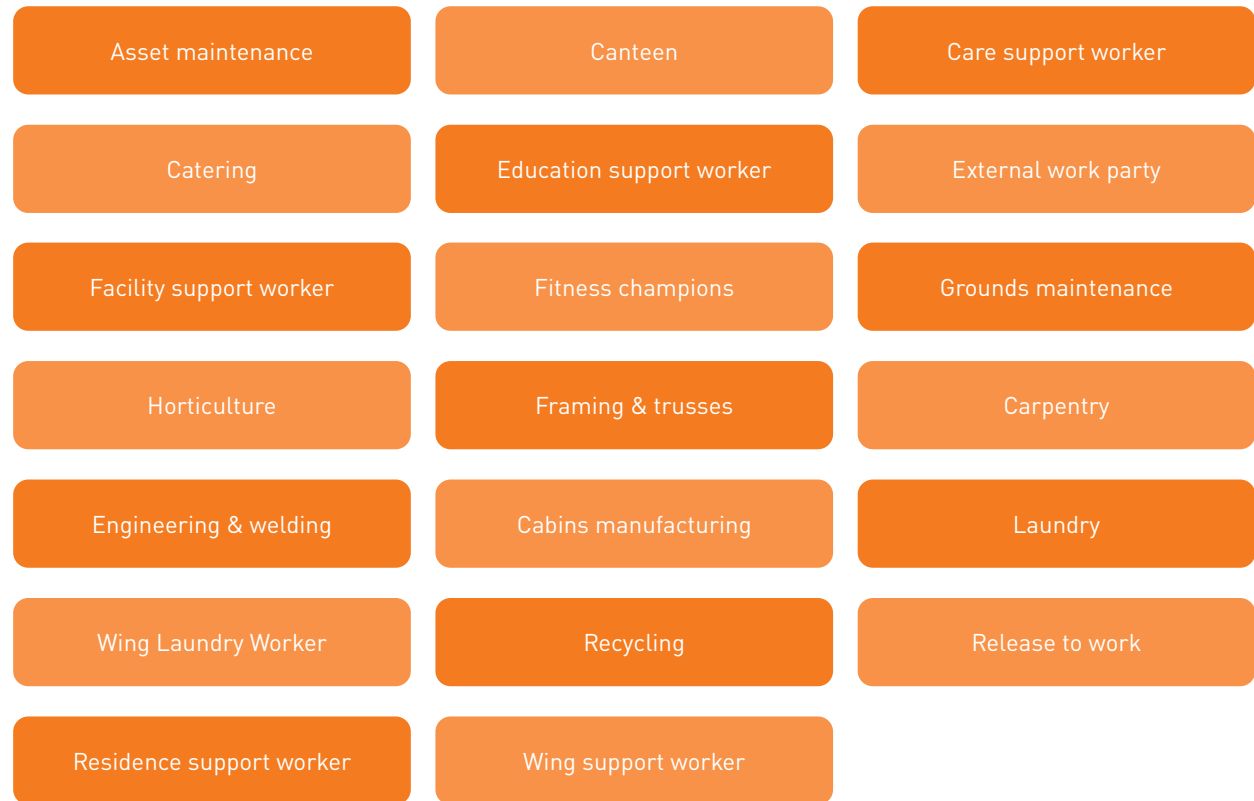 Asset maintenance
Canteen
Care support worker
Catering
Education support worker
External work party
Facility support worker
Fitness champions
Grounds maintenance
Horticulture
Framing & trusses
Carpentry
Engineering & welding
Cabins manufacturing
Laundry
Wing Laundry Worker
Recycling
Release to work
Residence support worker
Wing support worker